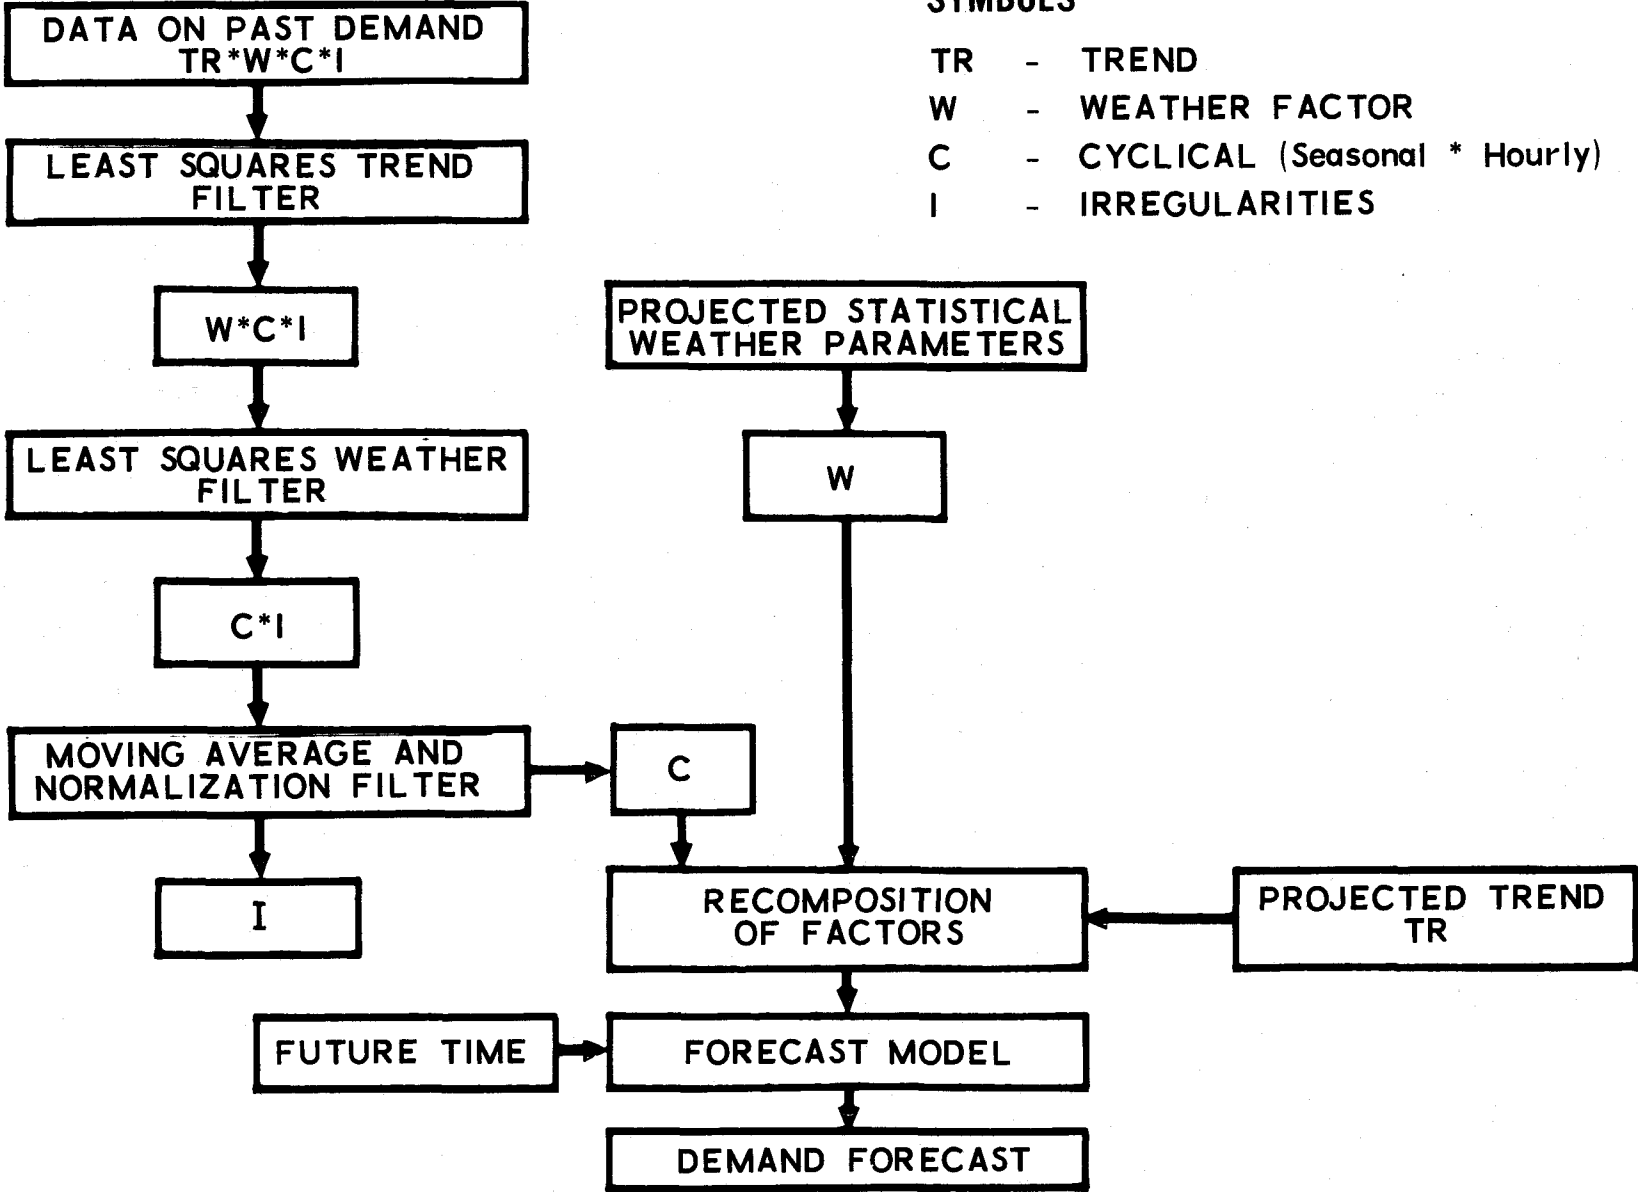 DATA ON PAST DEMAND
TR*W*C*I
LEAST SQUARES TREND
FILTER
W*C*I
LEAST SQUARES WEATHER
FILTER
C*I
MOVING AVERAGE AND
NORMALIZATION FILTER
I
SYMBOLS
TR - TREND
W - WEATHER FACTOR
C - CYCLICAL (Seasonal * Hourly)
I - IRREGULARITIES
PROJECTED STATISTICAL
WEATHER PARAMETERS
W
C
RECOMPOSITION
OF FACTORS
PROJECTED TREND
TR
FUTURE TIME
FORECAST MODEL
DEMAND FORECAST